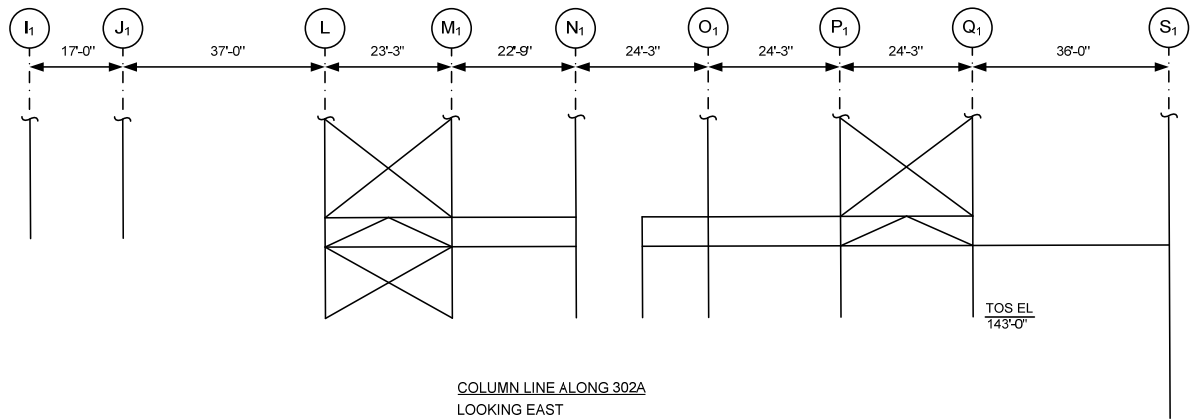 I1 J1 L M1 N1 O1 P1 Q1 S1
17'-0" 37'-0" 23'-3" 22'-9" 24'-3" 24'-3" 24'-3" 36'-0"
TOS EL
143'-0"
COLUMN LINE ALONG 302A
LOOKING EAST